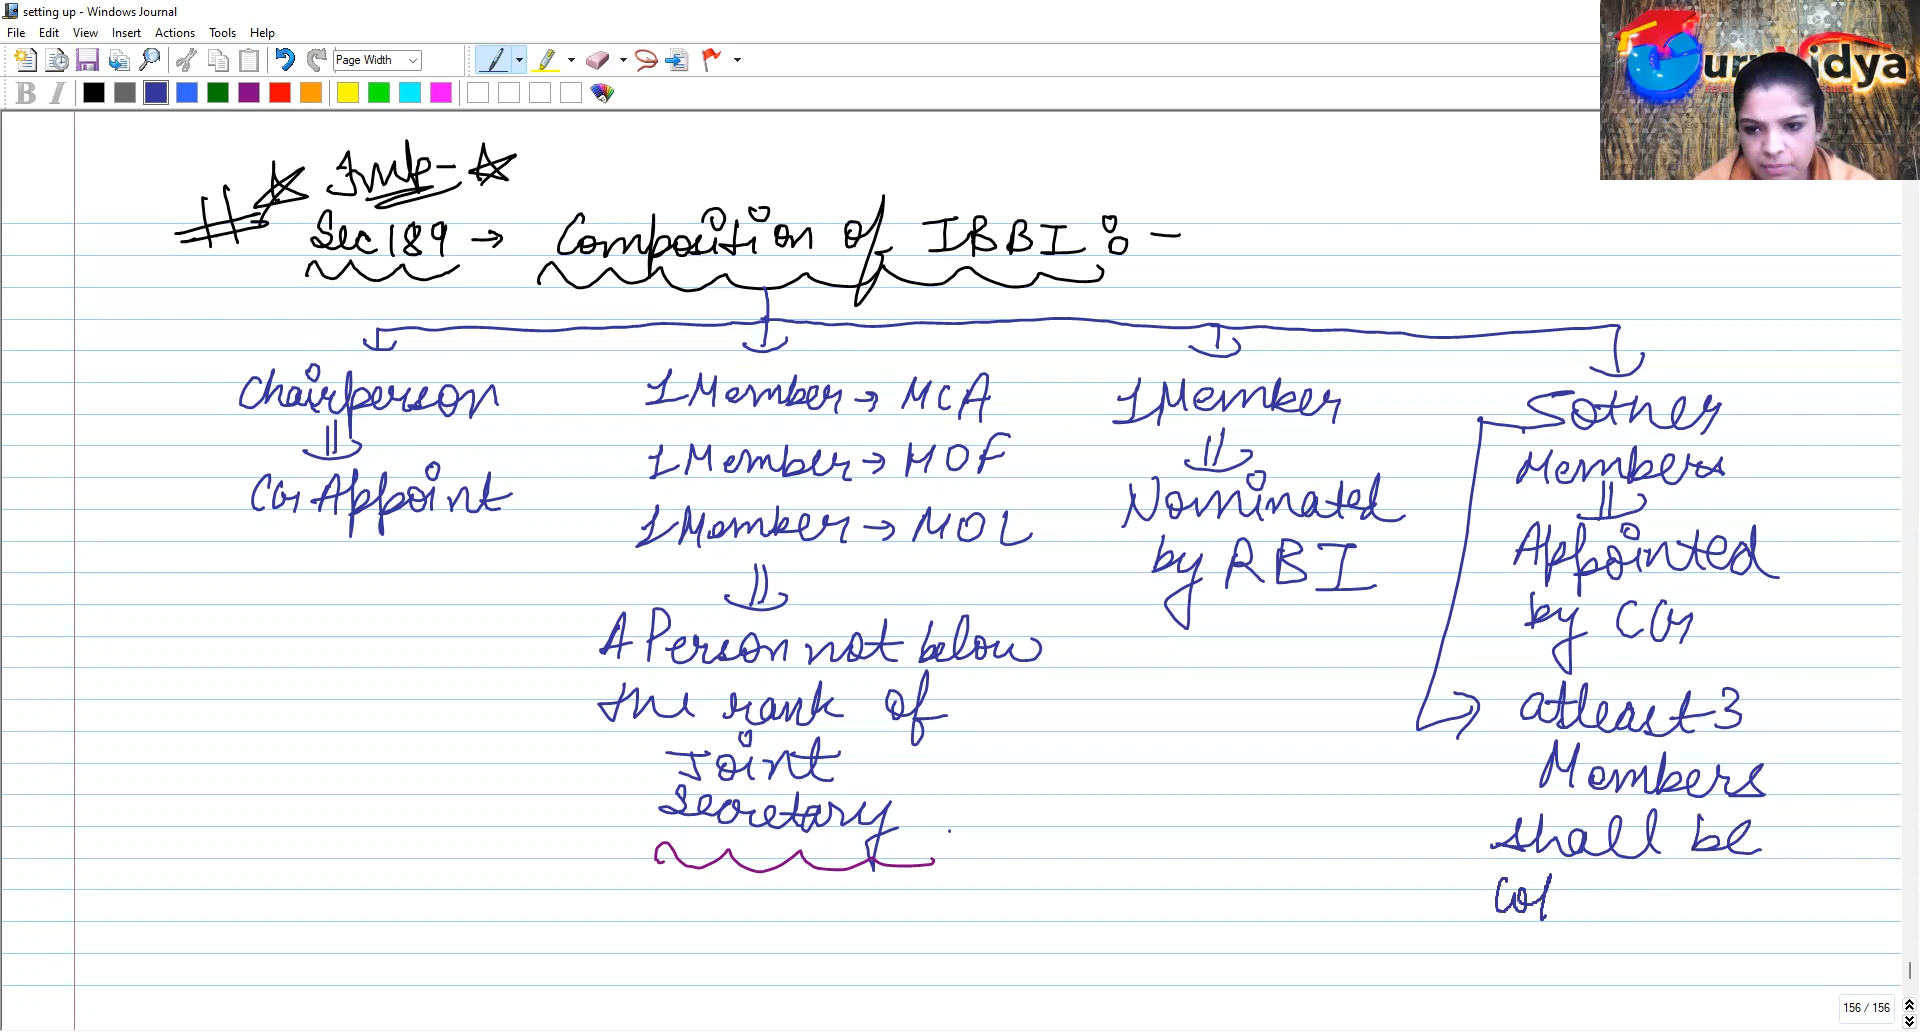 setting up - Windows Journal
File Edit View Insert Actions Tools Help
Page Width
B I
Imp-
Sec 189 → Composition of IBBI :-
Chairperson
CG Appoint
1 Member → MCA
1 Member → MOF
1 Member → MOL
A Person not below
the rank of
Joint
Secretary
1 Member
Nominated
by RBI
5 other
Members
Appointed
by CG
atleast 3
Members
shall be
156 / 156